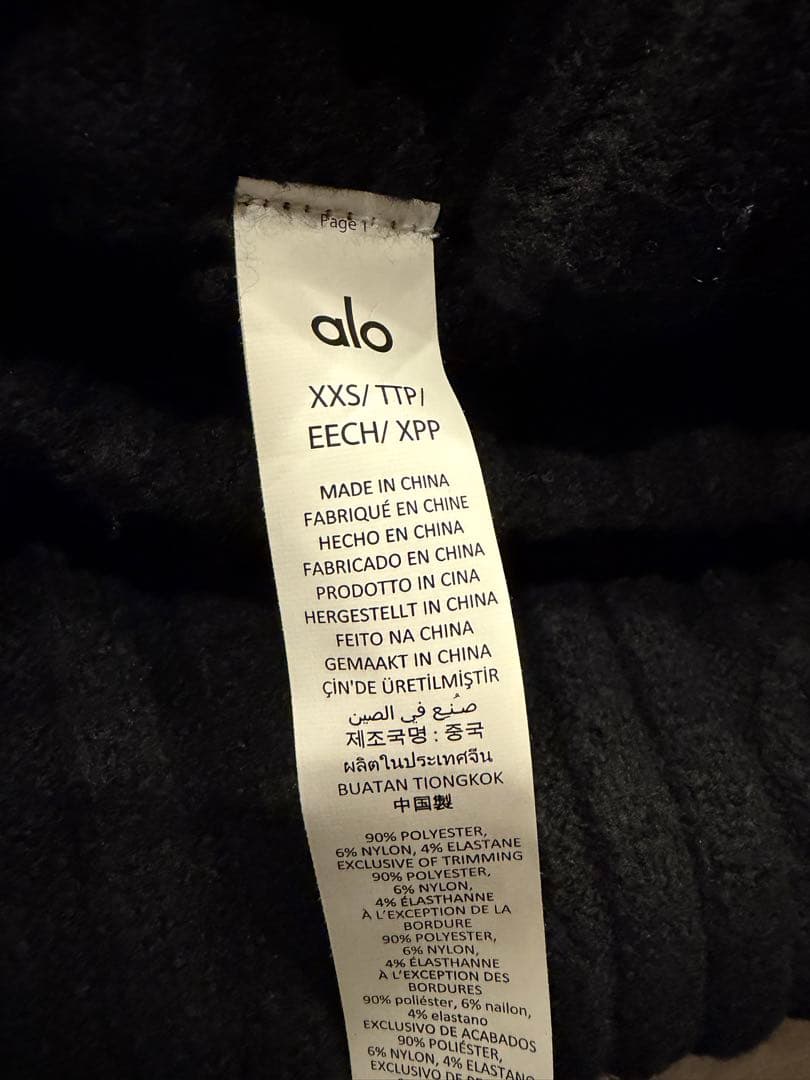 Page 1
alo
XXS/ TTP/
EECH/ XPP
MADE IN CHINA
FABRIQUÉ EN CHINE
HECHO EN CHINA
FABRICADO EN CHINA
PRODOTTO IN CINA
HERGESTELLT IN CHINA
FEITO NA CHINA
GEMAAKT IN CHINA
ÇİN'DE ÜRETİLMİŞTİR
صُنِع في الصين
제조국명 : 중국
ผลิตในประเทศจีน
BUATAN TIONGKOK
中国製
90% POLYESTER,
6% NYLON, 4% ELASTANE
EXCLUSIVE OF TRIMMING
90% POLYESTER,
6% NYLON,
4% ÉLASTHANNE
À L'EXCEPTION DE LA
BORDURE
90% POLYESTER,
6% NYLON,
4% ÉLASTHANNE
À L'EXCEPTION DES
BORDURES
90% poliéster, 6% nailon,
4% elastano
EXCLUSIVO DE ACABADOS
90% POLIÉSTER,
6% NYLON, 4% ELASTANO